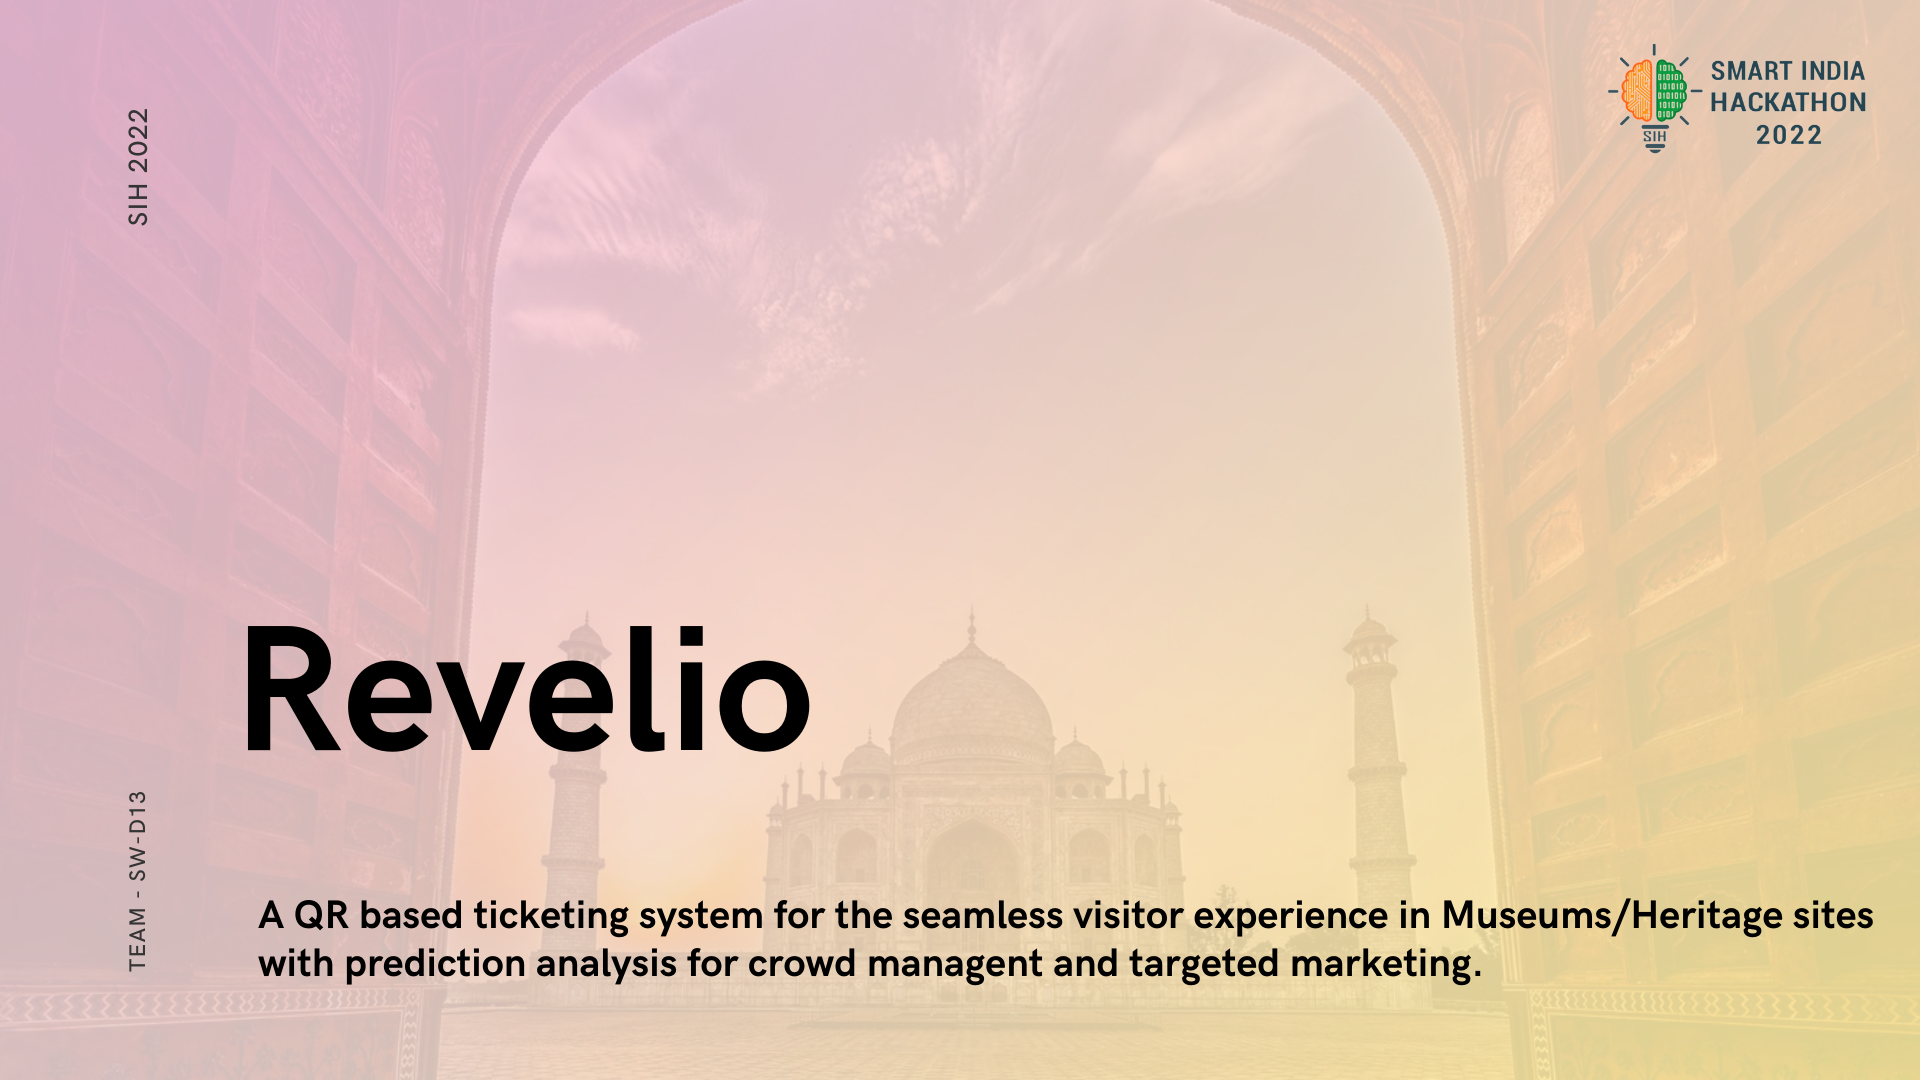 SIH 2022
SMART INDIA
HACKATHON
2022
SIH
Revelio
TEAM - SW-D13
A QR based ticketing system for the seamless visitor experience in Museums/Heritage sites
with prediction analysis for crowd managent and targeted marketing.